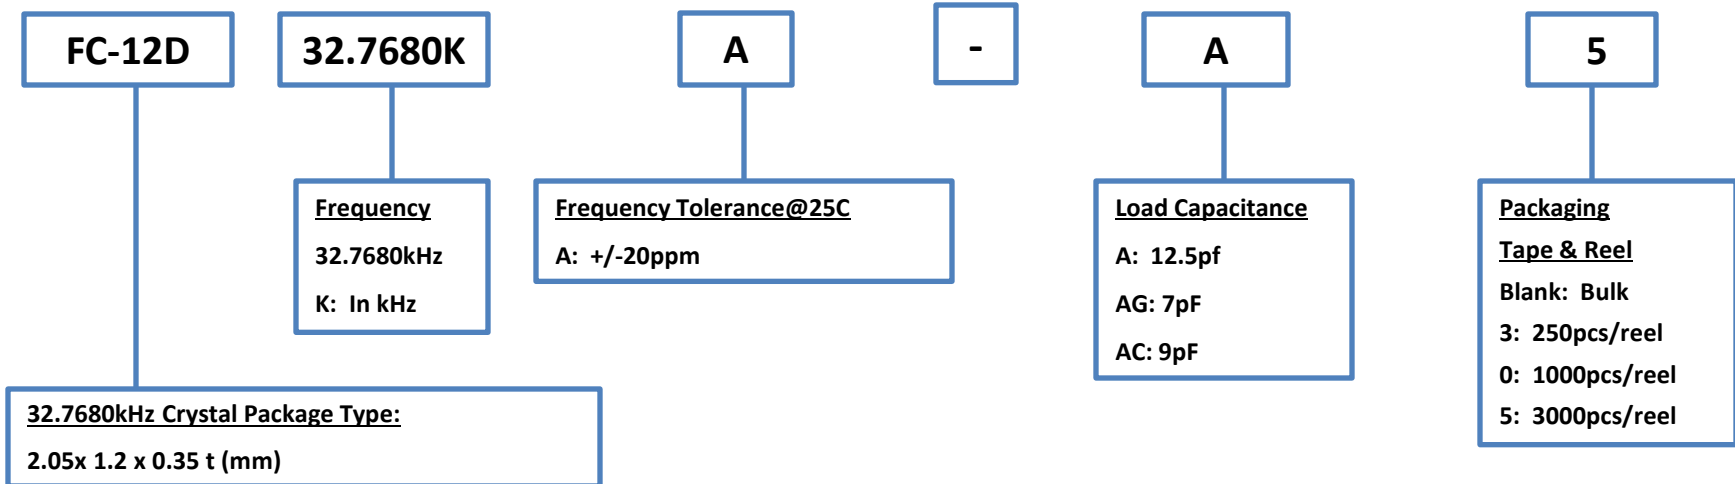 FC-12D 32.7680K A - A 5
Frequency
32.7680kHz
K: In kHz
Frequency Tolerance@25C
A: +/-20ppm
Load Capacitance
A: 12.5pf
AG: 7pF
AC: 9pF
Packaging
Tape & Reel
Blank: Bulk
3: 250pcs/reel
0: 1000pcs/reel
5: 3000pcs/reel
32.7680kHz Crystal Package Type:
2.05x 1.2 x 0.35 t (mm)